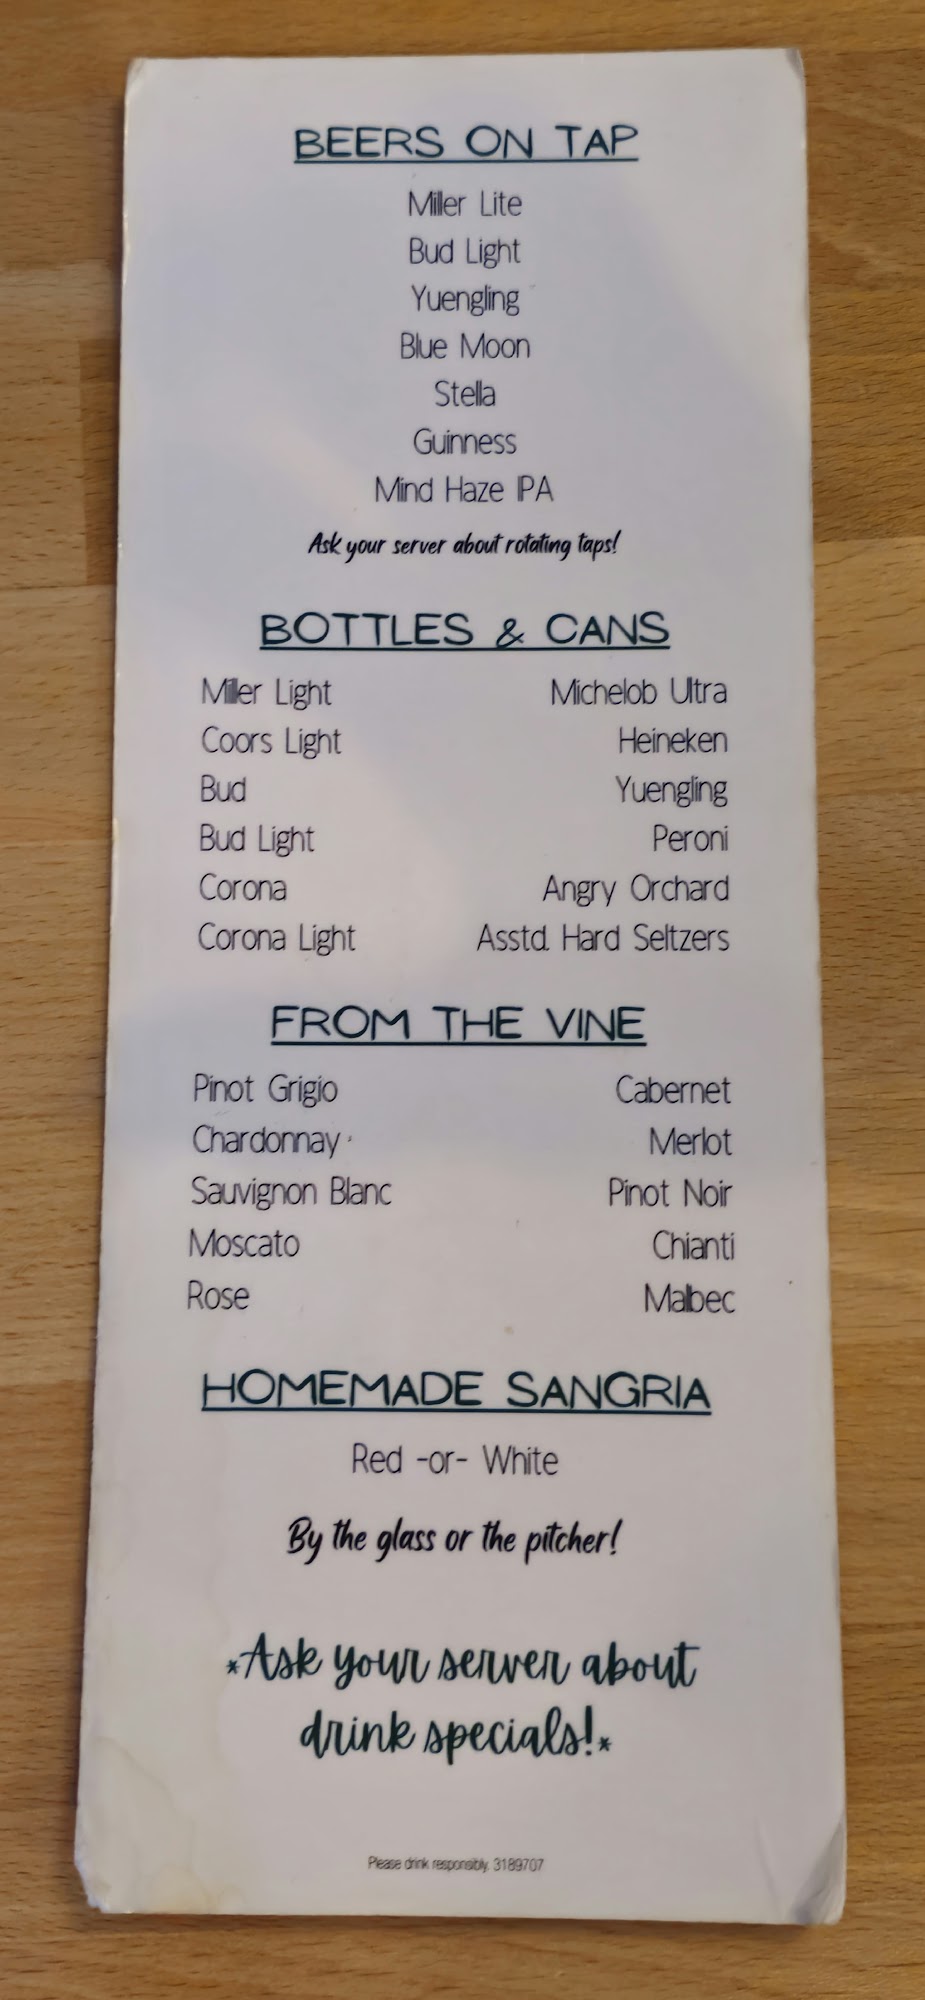 BEERS ON TAP
Miller Lite
Bud Light
Yuengling
Blue Moon
Stella
Guinness
Mind Haze IPA
Ask your server about rotating taps!
BOTTLES & CANS
Miller Light Michelob Ultra
Coors Light Heineken
Bud Yuengling
Bud Light Peroni
Corona Angry Orchard
Corona Light Asstd. Hard Seltzers
FROM THE VINE
Pinot Grigio Cabernet
Chardonnay Merlot
Sauvignon Blanc Pinot Noir
Moscato Chianti
Rose Malbec
HOMEMADE SANGRIA
Red -or- White
By the glass or the pitcher!
*Ask your server about
drink specials!*
Please drink responsibly. 3189707